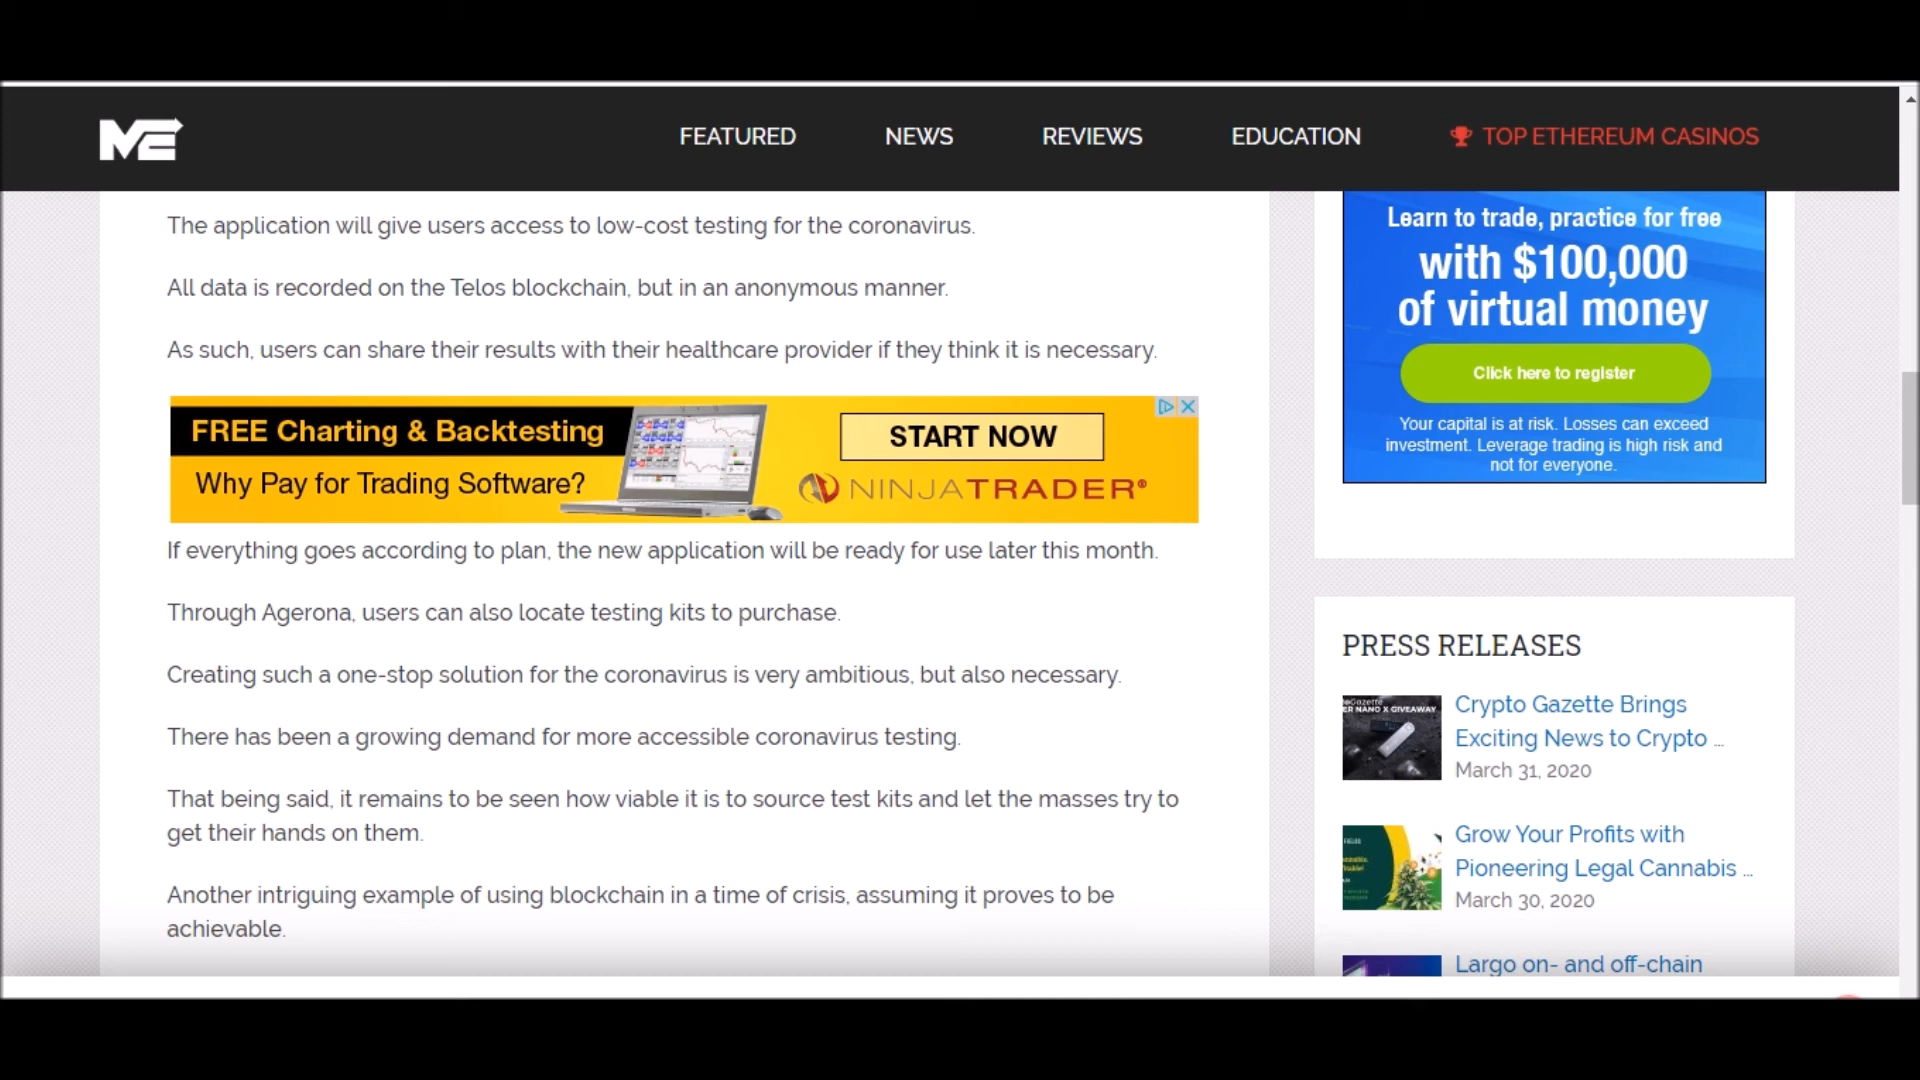 ME
FEATURED
NEWS
REVIEWS
EDUCATION
TOP ETHEREUM CASINOS
The application will give users access to low-cost testing for the coronavirus.
All data is recorded on the Telos blockchain, but in an anonymous manner.
As such, users can share their results with their healthcare provider if they think it is necessary.
FREE Charting & Backtesting
Why Pay for Trading Software?
START NOW
NINJATRADER®
If everything goes according to plan, the new application will be ready for use later this month.
Through Agerona, users can also locate testing kits to purchase.
Creating such a one-stop solution for the coronavirus is very ambitious, but also necessary.
There has been a growing demand for more accessible coronavirus testing.
That being said, it remains to be seen how viable it is to source test kits and let the masses try to
get their hands on them.
Another intriguing example of using blockchain in a time of crisis, assuming it proves to be
achievable.
Learn to trade, practice for free
with $100,000
of virtual money
Click here to register
Your capital is at risk. Losses can exceed
investment. Leverage trading is high risk and
not for everyone.
PRESS RELEASES
NANO X GIVEAWAY
Crypto Gazette Brings
Exciting News to Crypto ...
March 31, 2020
Grow Your Profits with
Pioneering Legal Cannabis ...
March 30, 2020
Largo on- and off-chain